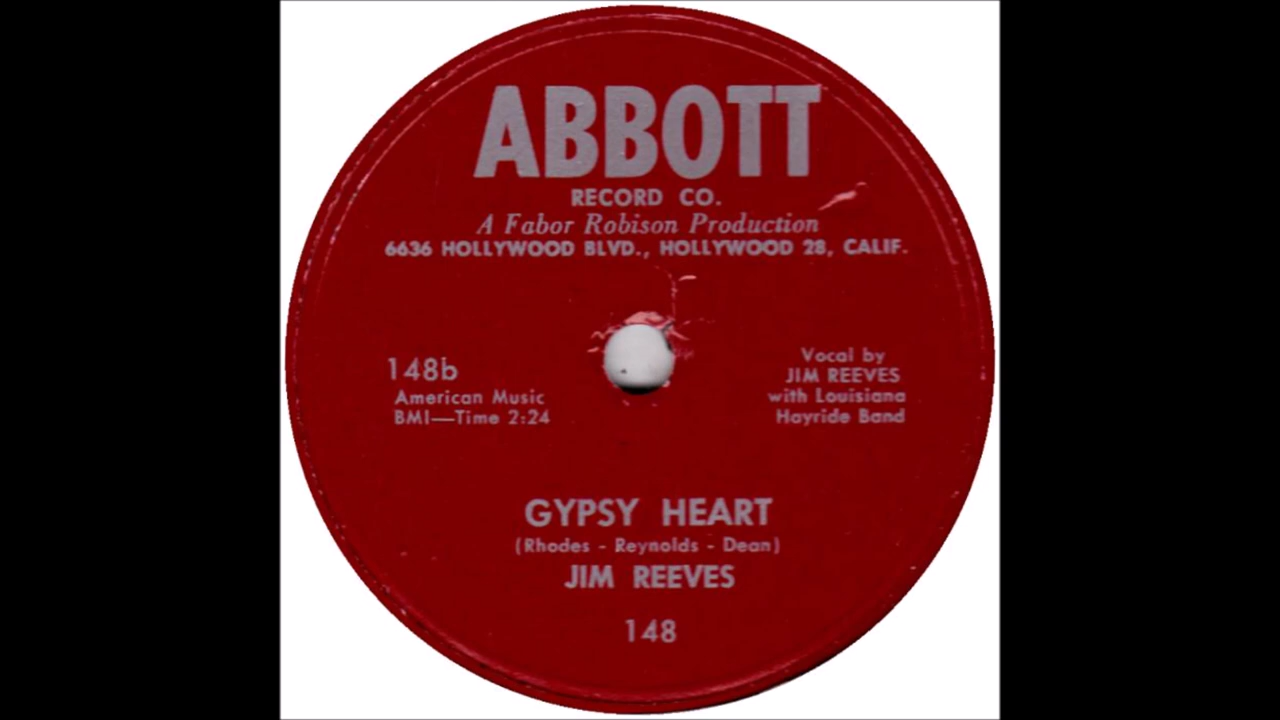 ABBOTT
RECORD CO.
A Fabor Robison Production
6636 HOLLYWOOD BLVD., HOLLYWOOD 28, CALIF.
148b
American Music
BMI—Time 2:24
Vocal by
JIM REEVES
with Louisiana
Hayride Band
GYPSY HEART
(Rhodes - Reynolds - Dean)
JIM REEVES
148